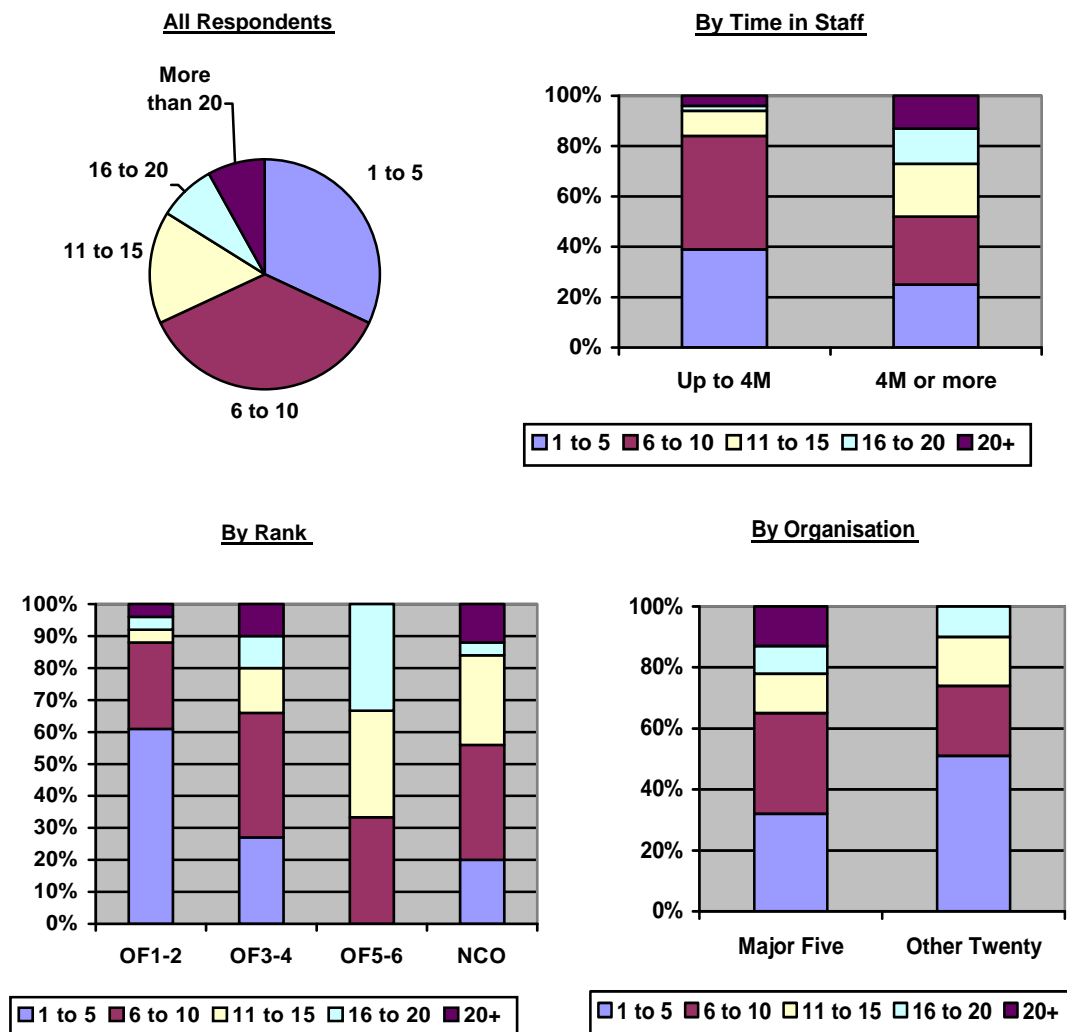 All Respondents
More
than 20
16 to 20
11 to 15
1 to 5
6 to 10
By Time in Staff
100%
80%
60%
40%
20%
0%
Up to 4M
4M or more
1 to 5 6 to 10 11 to 15 16 to 20 20+
By Rank
100%
90%
80%
70%
60%
50%
40%
30%
20%
10%
0%
OF1-2
OF3-4
OF5-6
NCO
1 to 5 6 to 10 11 to 15 16 to 20 20+
By Organisation
100%
80%
60%
40%
20%
0%
Major Five
Other Twenty
1 to 5 6 to 10 11 to 15 16 to 20 20+